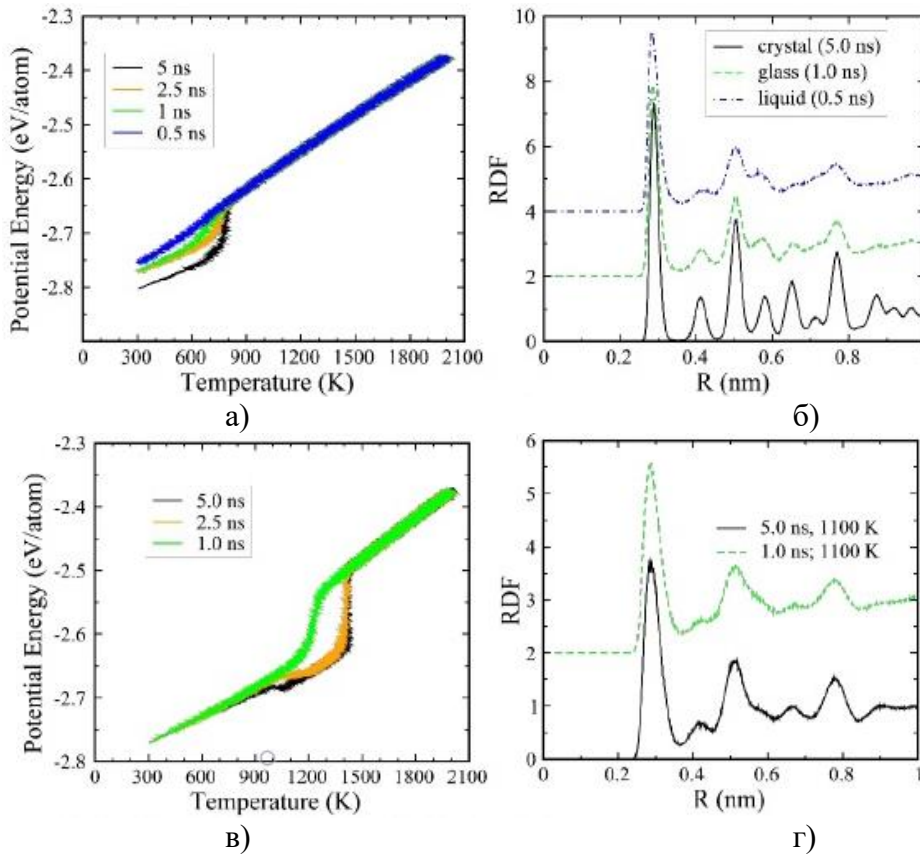 -2.3
-2.4
-2.5
-2.6
-2.7
-2.8
Potential Energy (eV/atom)
5 ns
2.5 ns
1 ns
0.5 ns
0 300 600 900 1200 1500 1800 2100
Temperature (K)
а)
10
8
6
4
2
0
RDF
crystal (5.0 ns)
glass (1.0 ns)
liquid (0.5 ns)
0 0.2 0.4 0.6 0.8
R (nm)
б)
-2.3
-2.4
-2.5
-2.6
-2.7
-2.8
Potential Energy (eV/atom)
5.0 ns
2.5 ns
1.0 ns
0 300 600 900 1200 1500 1800 2100
Temperature (K)
в)
6
5
4
3
2
1
0
RDF
5.0 ns, 1100 K
1.0 ns; 1100 K
0 0.2 0.4 0.6 0.8 1
R (nm)
г)